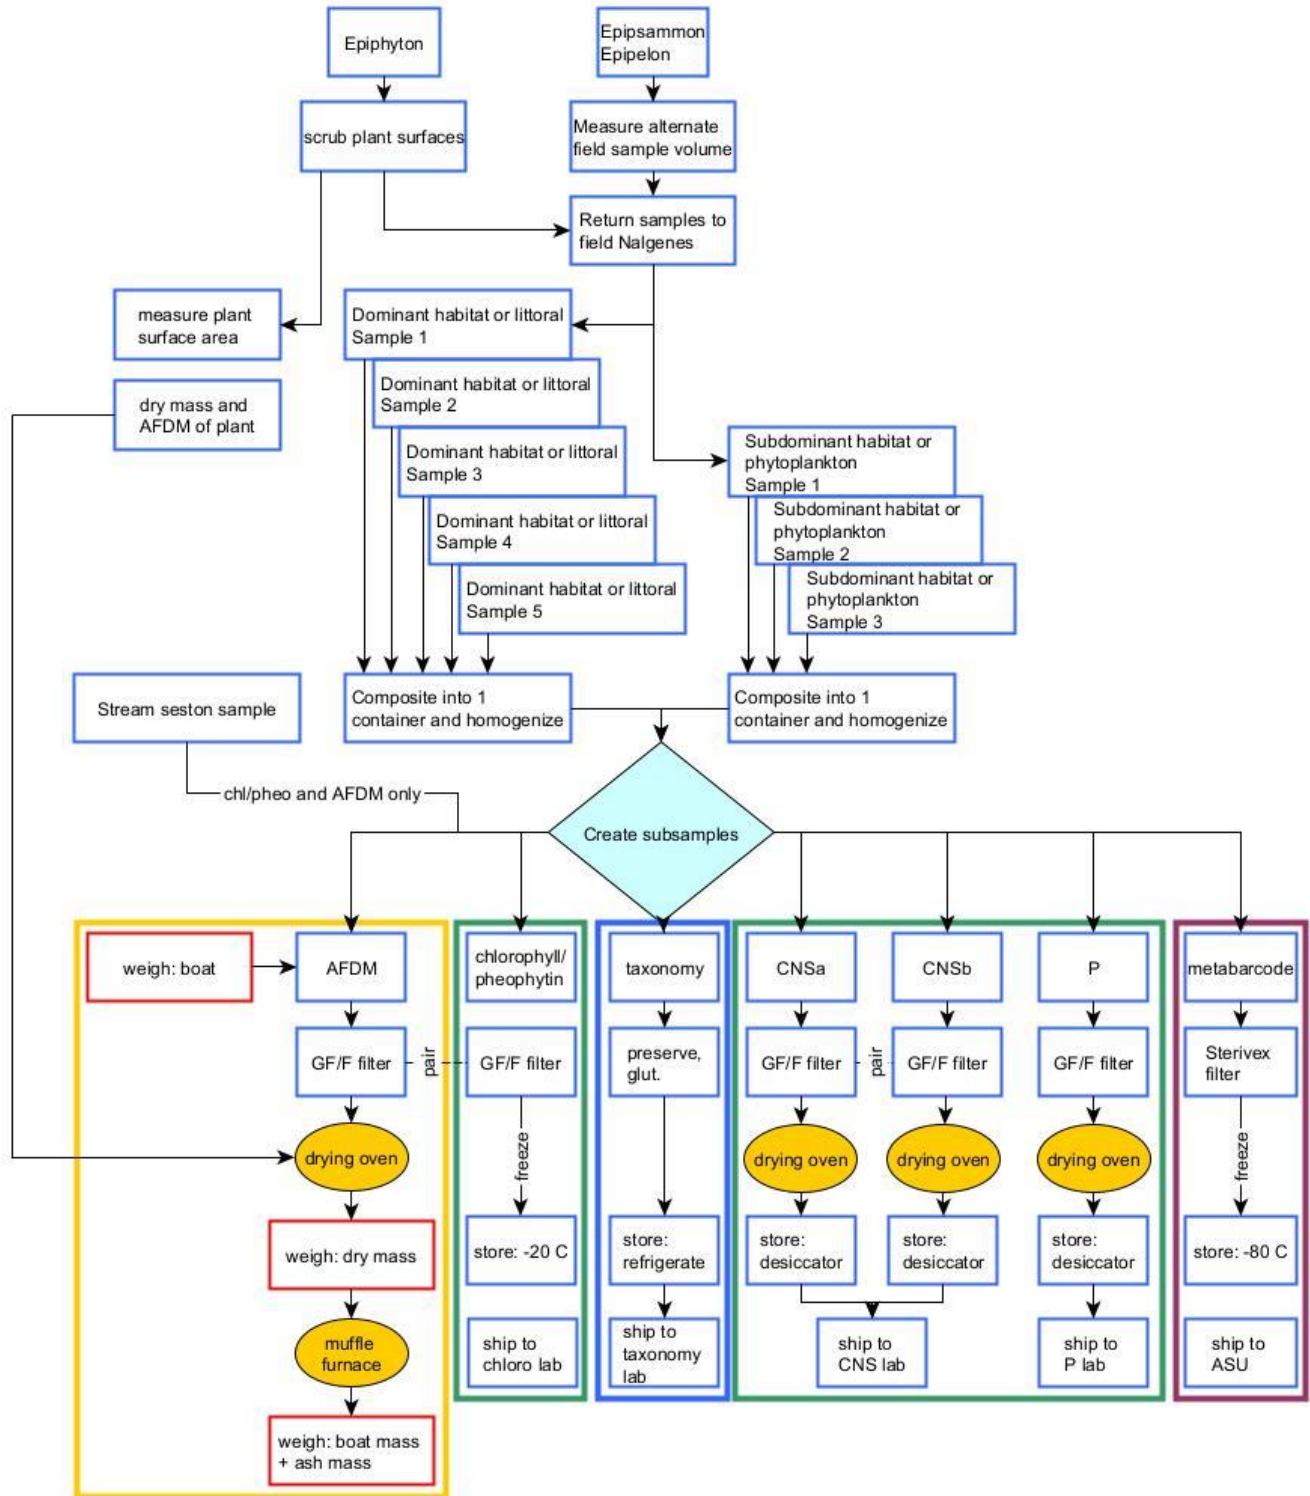 Epiphyton
Epipsammon
Epipelon
scrub plant surfaces
Measure alternate
field sample volume
Return samples to
field Nalgenes
measure plant
surface area
dry mass and
AFDM of plant
Dominant habitat or littoral
Sample 1
Dominant habitat or littoral
Sample 2
Dominant habitat or littoral
Sample 3
Dominant habitat or littoral
Sample 4
Dominant habitat or littoral
Sample 5
Subdominant habitat or
phytoplankton
Sample 1
Subdominant habitat or
phytoplankton
Sample 2
Subdominant habitat or
phytoplankton
Sample 3
Stream seston sample
Composite into 1
container and homogenize
Composite into 1
container and homogenize
chl/pheo and AFDM only
Create subsamples
weigh: boat
AFDM
chlorophyll/
pheophytin
taxonomy
CNSa
CNSb
P
metabarcode
GF/F filter
pair
GF/F filter
preserve,
glut.
GF/F filter
pair
GF/F filter
GF/F filter
Sterivex
filter
drying oven
freeze
drying oven
drying oven
drying oven
freeze
weigh: dry mass
store: -20 C
store:
refrigerate
store:
desiccator
store:
desiccator
store:
desiccator
store: -80 C
muffle
furnace
ship to
chloro lab
ship to
taxonomy
lab
ship to
CNS lab
ship to
P lab
ship to
ASU
weigh: boat mass
+ ash mass